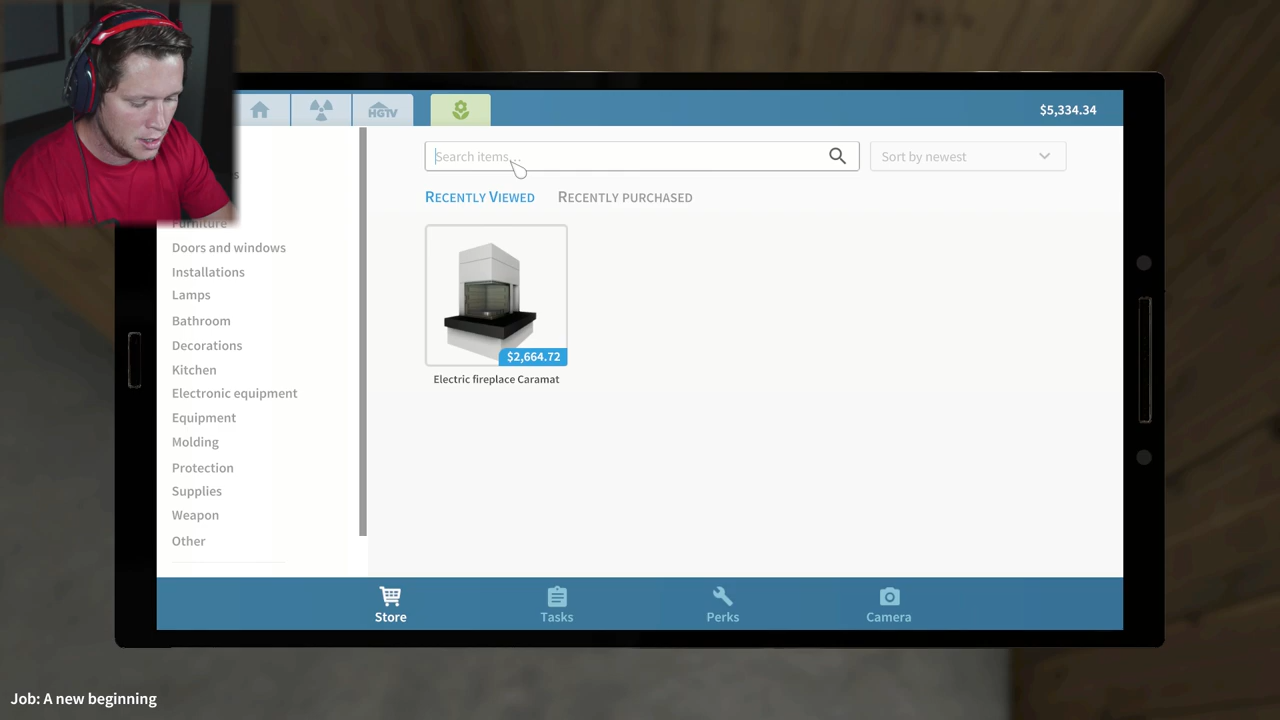 HGTV
$5,334.34
Search items...
Sort by newest
RECENTLY VIEWED
RECENTLY PURCHASED
Furniture
Doors and windows
Installations
Lamps
Bathroom
Decorations
Kitchen
Electronic equipment
Equipment
Molding
Protection
Supplies
Weapon
Other
$2,664.72
Electric fireplace Caramat
Store
Tasks
Perks
Camera
Job: A new beginning